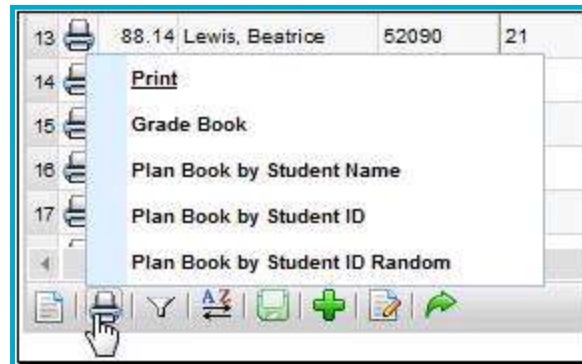 13 88.14 Lewis, Beatrice 52090 21
14 Print
15 Grade Book
16 Plan Book by Student Name
17 Plan Book by Student ID
Plan Book by Student ID Random
A Z